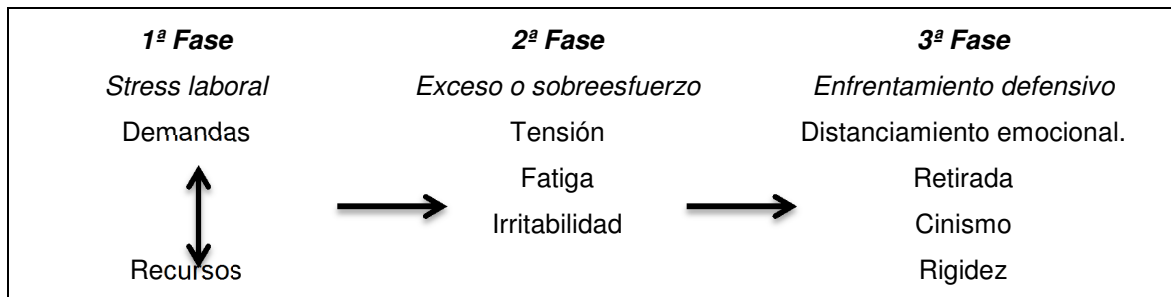 1ª Fase
Stress laboral
Demandas
Recursos
2ª Fase
Exceso o sobreesfuerzo
Tensión
Fatiga
Irritabilidad
3ª Fase
Enfrentamiento defensivo
Distanciamiento emocional.
Retirada
Cinismo
Rigidez